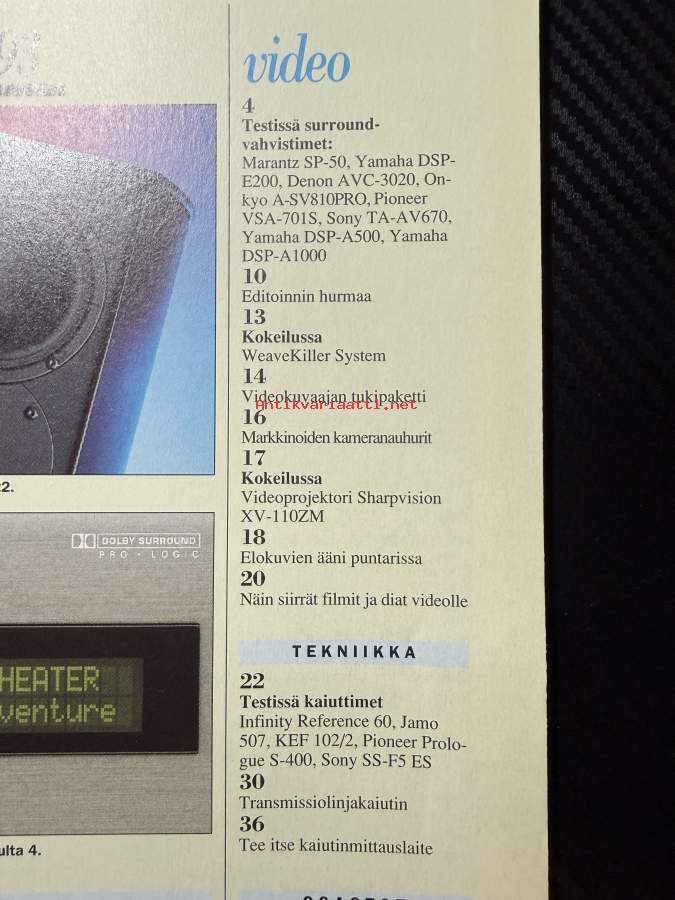 93
video
4
Testissä surround-
vahvistimet:
Marantz SP-50, Yamaha DSP-
E200, Denon AVC-3020, On-
kyo A-SV810PRO, Pioneer
VSA-701S, Sony TA-AV670,
Yamaha DSP-A500, Yamaha
DSP-A1000
10
Editoinnin hurmaa
13
Kokeilussa
WeaveKiller System
14
Videokuvaajan tukipaketti
Antikvariaatti.net
16
Markkinoiden kameranauhurit
17
Kokeilussa
Videoprojektori Sharpvision
XV-110ZM
18
Elokuvien ääni puntarissa
20
Näin siirrät filmit ja diat videolle
TEKNIIKKA
22
Testissä kaiuttimet
Infinity Reference 60, Jamo
507, KEF 102/2, Pioneer Prolo-
gue S-400, Sony SS-F5 ES
30
Transmissiolinjakaiutin
36
Tee itse kaiutinmittauslaite
2.
DOLBY SURROUND
PRO · LOGIC
HEATER
venture
ulta 4.